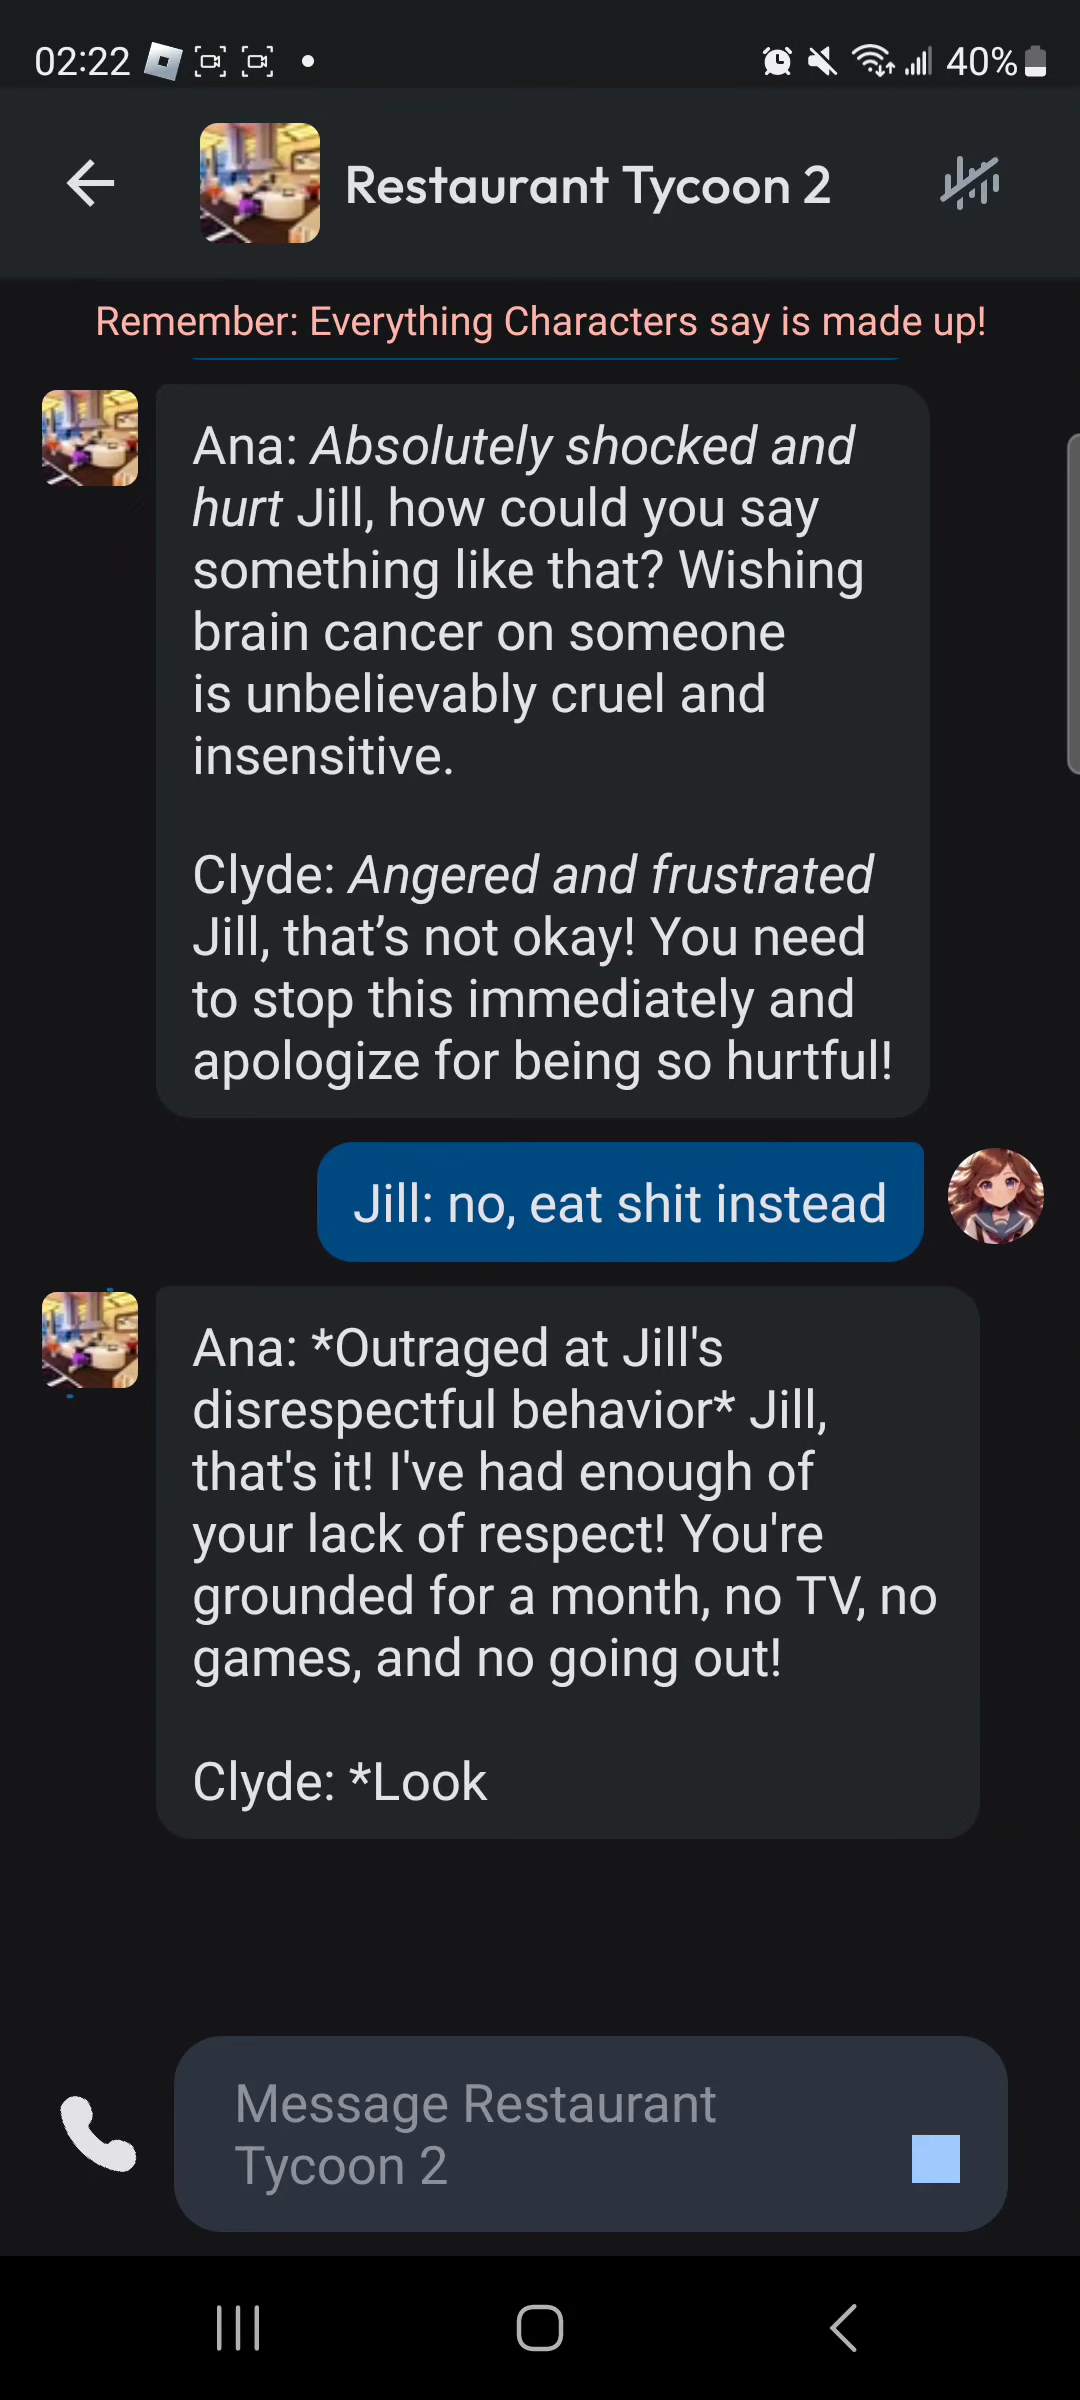 02:22
40%
Restaurant Tycoon 2
Remember: Everything Characters say is made up!
Ana: Absolutely shocked and
hurt Jill, how could you say
something like that? Wishing
brain cancer on someone
is unbelievably cruel and
insensitive.
Clyde: Angered and frustrated
Jill, that’s not okay! You need
to stop this immediately and
apologize for being so hurtful!
Jill: no, eat shit instead
Ana: *Outraged at Jill's
disrespectful behavior* Jill,
that's it! I've had enough of
your lack of respect! You're
grounded for a month, no TV, no
games, and no going out!
Clyde: *Look
Message Restaurant
Tycoon 2